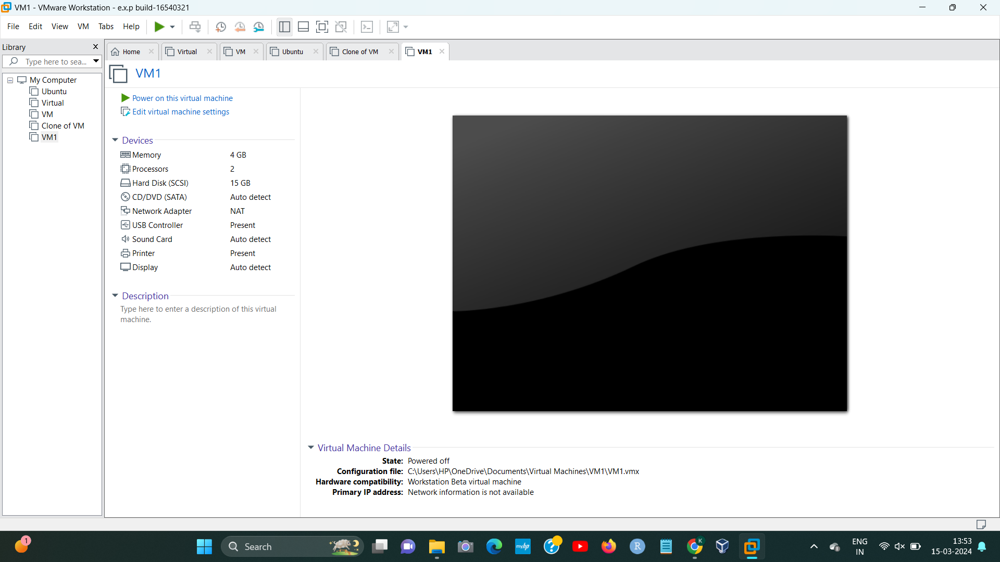 VM1 - VMware Workstation - e.x.p build-16540321
File Edit View VM Tabs Help
Library
Type here to sea...
My Computer
Ubuntu
Virtual
VM
Clone of VM
VM1
Home Virtual VM Ubuntu Clone of VM VM1
VM1
Power on this virtual machine
Edit virtual machine settings
Devices
Memory 4 GB
Processors 2
Hard Disk (SCSI) 15 GB
CD/DVD (SATA) Auto detect
Network Adapter NAT
USB Controller Present
Sound Card Auto detect
Printer Present
Display Auto detect
Description
Type here to enter a description of this virtual
machine.
Virtual Machine Details
State: Powered off
Configuration file: C:\Users\HP\OneDrive\Documents\Virtual Machines\VM1\VM1.vmx
Hardware compatibility: Workstation Beta virtual machine
Primary IP address: Network information is not available
1
Search
myhp
R
K
ENG
IN
13:53
15-03-2024